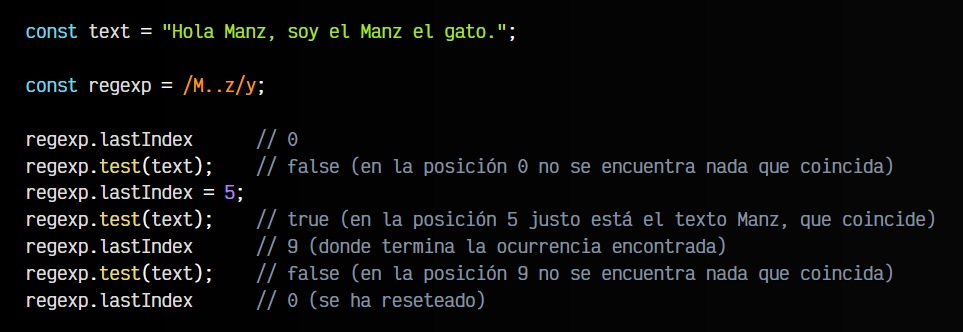 const text = "Hola Manz, soy el Manz el gato.";
const regexp = /M..z/y;
regexp.lastIndex // 0
regexp.test(text); // false (en la posición 0 no se encuentra nada que coincida)
regexp.lastIndex = 5;
regexp.test(text); // true (en la posición 5 justo está el texto Manz, que coincide)
regexp.lastIndex // 9 (donde termina la ocurrencia encontrada)
regexp.test(text); // false (en la posición 9 no se encuentra nada que coincida)
regexp.lastIndex // 0 (se ha reseteado)